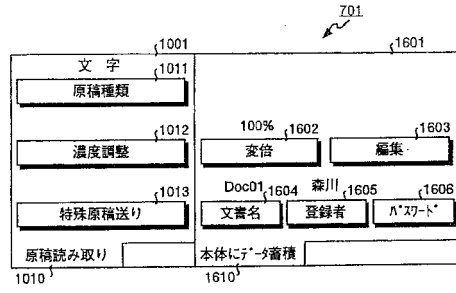 701
1001
1601
文字
1011
原稿種類
1012
100%
1602
1603
濃度調整
変倍
編集
1013
Doc01
1604
森川
1605
1606
特殊原稿送り
文書名
登録者
パスワード
原稿読み取り
本体にデータ蓄積
1010
1610